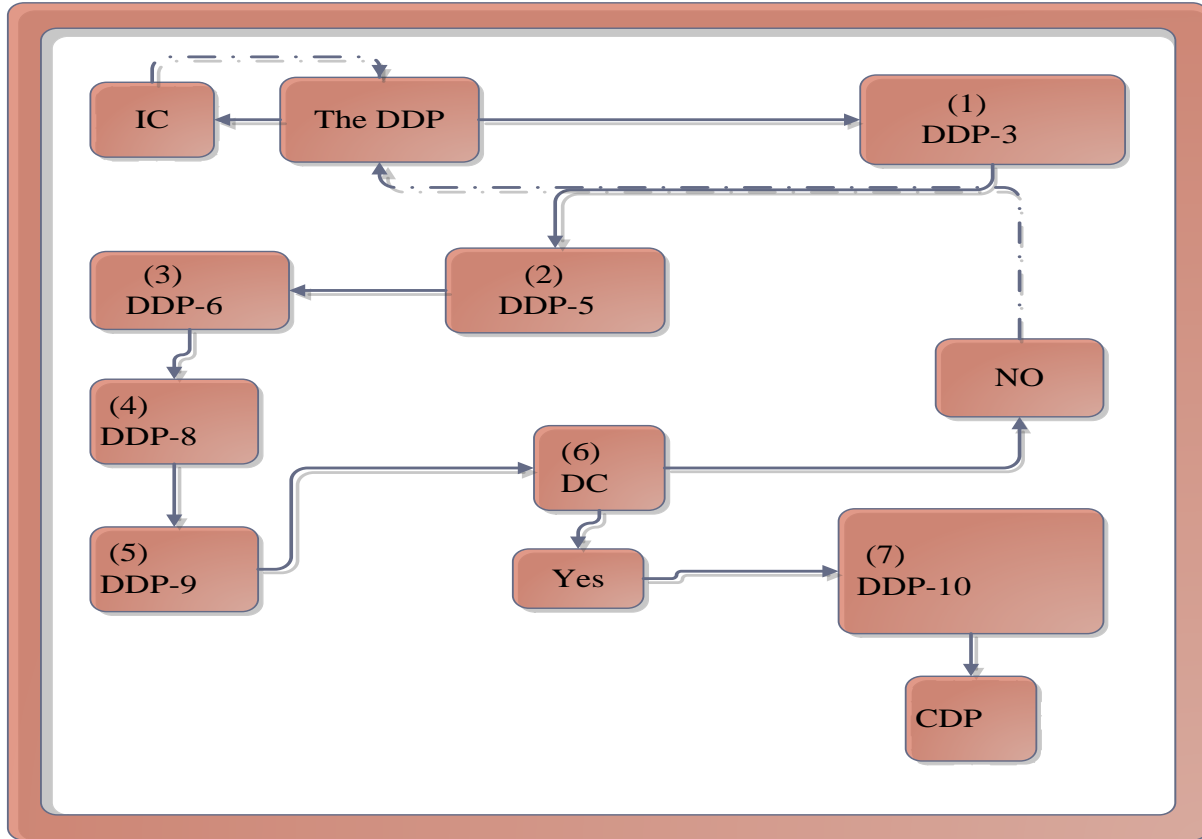 IC
The DDP
(1)
DDP-3
(2)
DDP-5
(3)
DDP-6
NO
(4)
DDP-8
(6)
DC
(5)
DDP-9
Yes
(7)
DDP-10
CDP